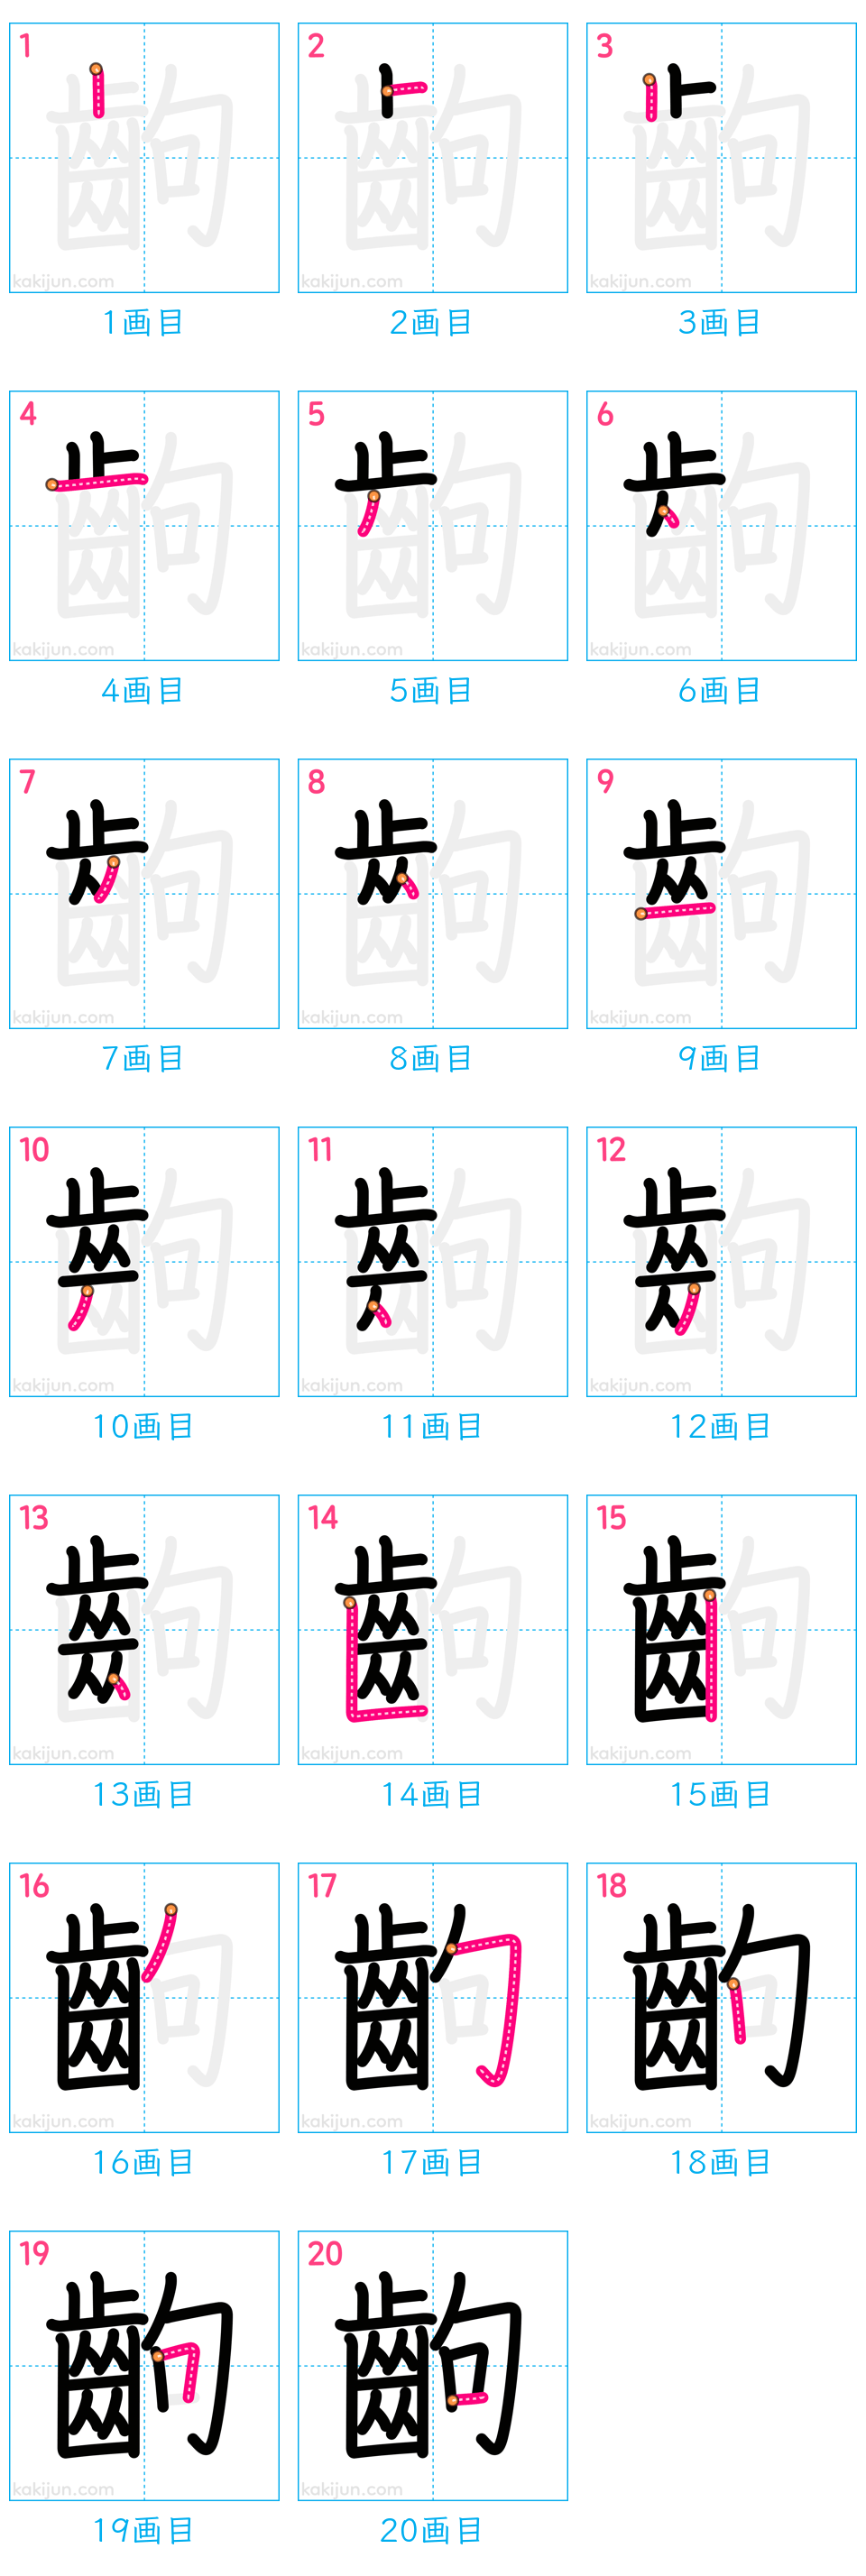 1 2 3
kakijun.com kakijun.com kakijun.com
1画目 2画目 3画目
4 5 6
kakijun.com kakijun.com kakijun.com
4画目 5画目 6画目
7 8 9
kakijun.com kakijun.com kakijun.com
7画目 8画目 9画目
10 11 12
kakijun.com kakijun.com kakijun.com
10画目 11画目 12画目
13 14 15
kakijun.com kakijun.com kakijun.com
13画目 14画目 15画目
16 17 18
kakijun.com kakijun.com kakijun.com
16画目 17画目 18画目
19 20
齣 齣
kakijun.com kakijun.com
19画目 20画目